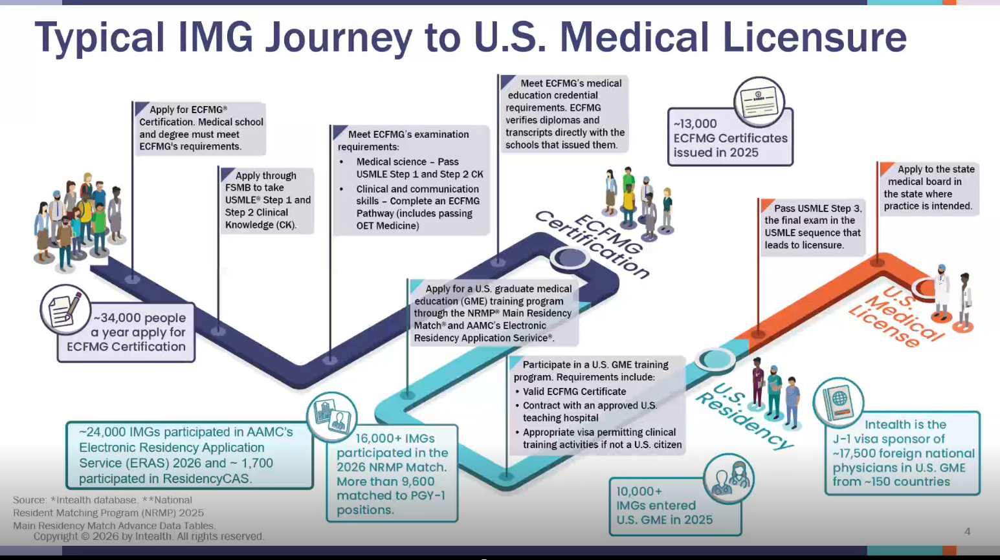 Typical IMG Journey to U.S. Medical Licensure
Apply for ECFMG®
Certification. Medical school
and degree must meet
ECFMG's requirements.
Apply through
FSMB to take
USMLE® Step 1 and
Step 2 Clinical
Knowledge (CK).
Meet ECFMG's examination
requirements:
• Medical science – Pass
USMLE Step 1 and Step 2 CK
• Clinical and communication
skills – Complete an ECFMG
Pathway (includes passing
OET Medicine)
Meet ECFMG's medical
education credential
requirements. ECFMG
verifies diplomas and
transcripts directly with the
schools that issued them.
~13,000
ECFMG Certificates
issued in 2025
ECFMG
Certification
~34,000 people
a year apply for
ECFMG Certification
Apply for a U.S. graduate medical
education (GME) training program
through the NRMP® Main Residency
Match® and AAMC's Electronic
Residency Application Serivice®.
Participate in a U.S. GME training
program. Requirements include:
• Valid ECFMG Certificate
• Contract with an approved U.S.
teaching hospital
• Appropriate visa permitting clinical
training activities if not a U.S. citizen
U.S.
Residency
Pass USMLE Step 3,
the final exam in the
USMLE sequence that
leads to licensure.
Apply to the state
medical board in
the state where
practice is intended.
U.S.
Medical
License
~24,000 IMGs participated in AAMC's
Electronic Residency Application
Service (ERAS) 2026 and ~ 1,700
participated in ResidencyCAS.
16,000+ IMGs
participated in the
2026 NRMP Match.
More than 9,600
matched to PGY-1
positions.
10,000+
IMGs entered
U.S. GME in 2025
Intealth is the
J-1 visa sponsor of
~17,500 foreign national
physicians in U.S. GME
from ~150 countries
Source: *Intealth database. **National
Resident Matching Program (NRMP) 2025
Main Residency Match Advance Data Tables.
Copyright © 2026 by Intealth. All rights reserved.
4